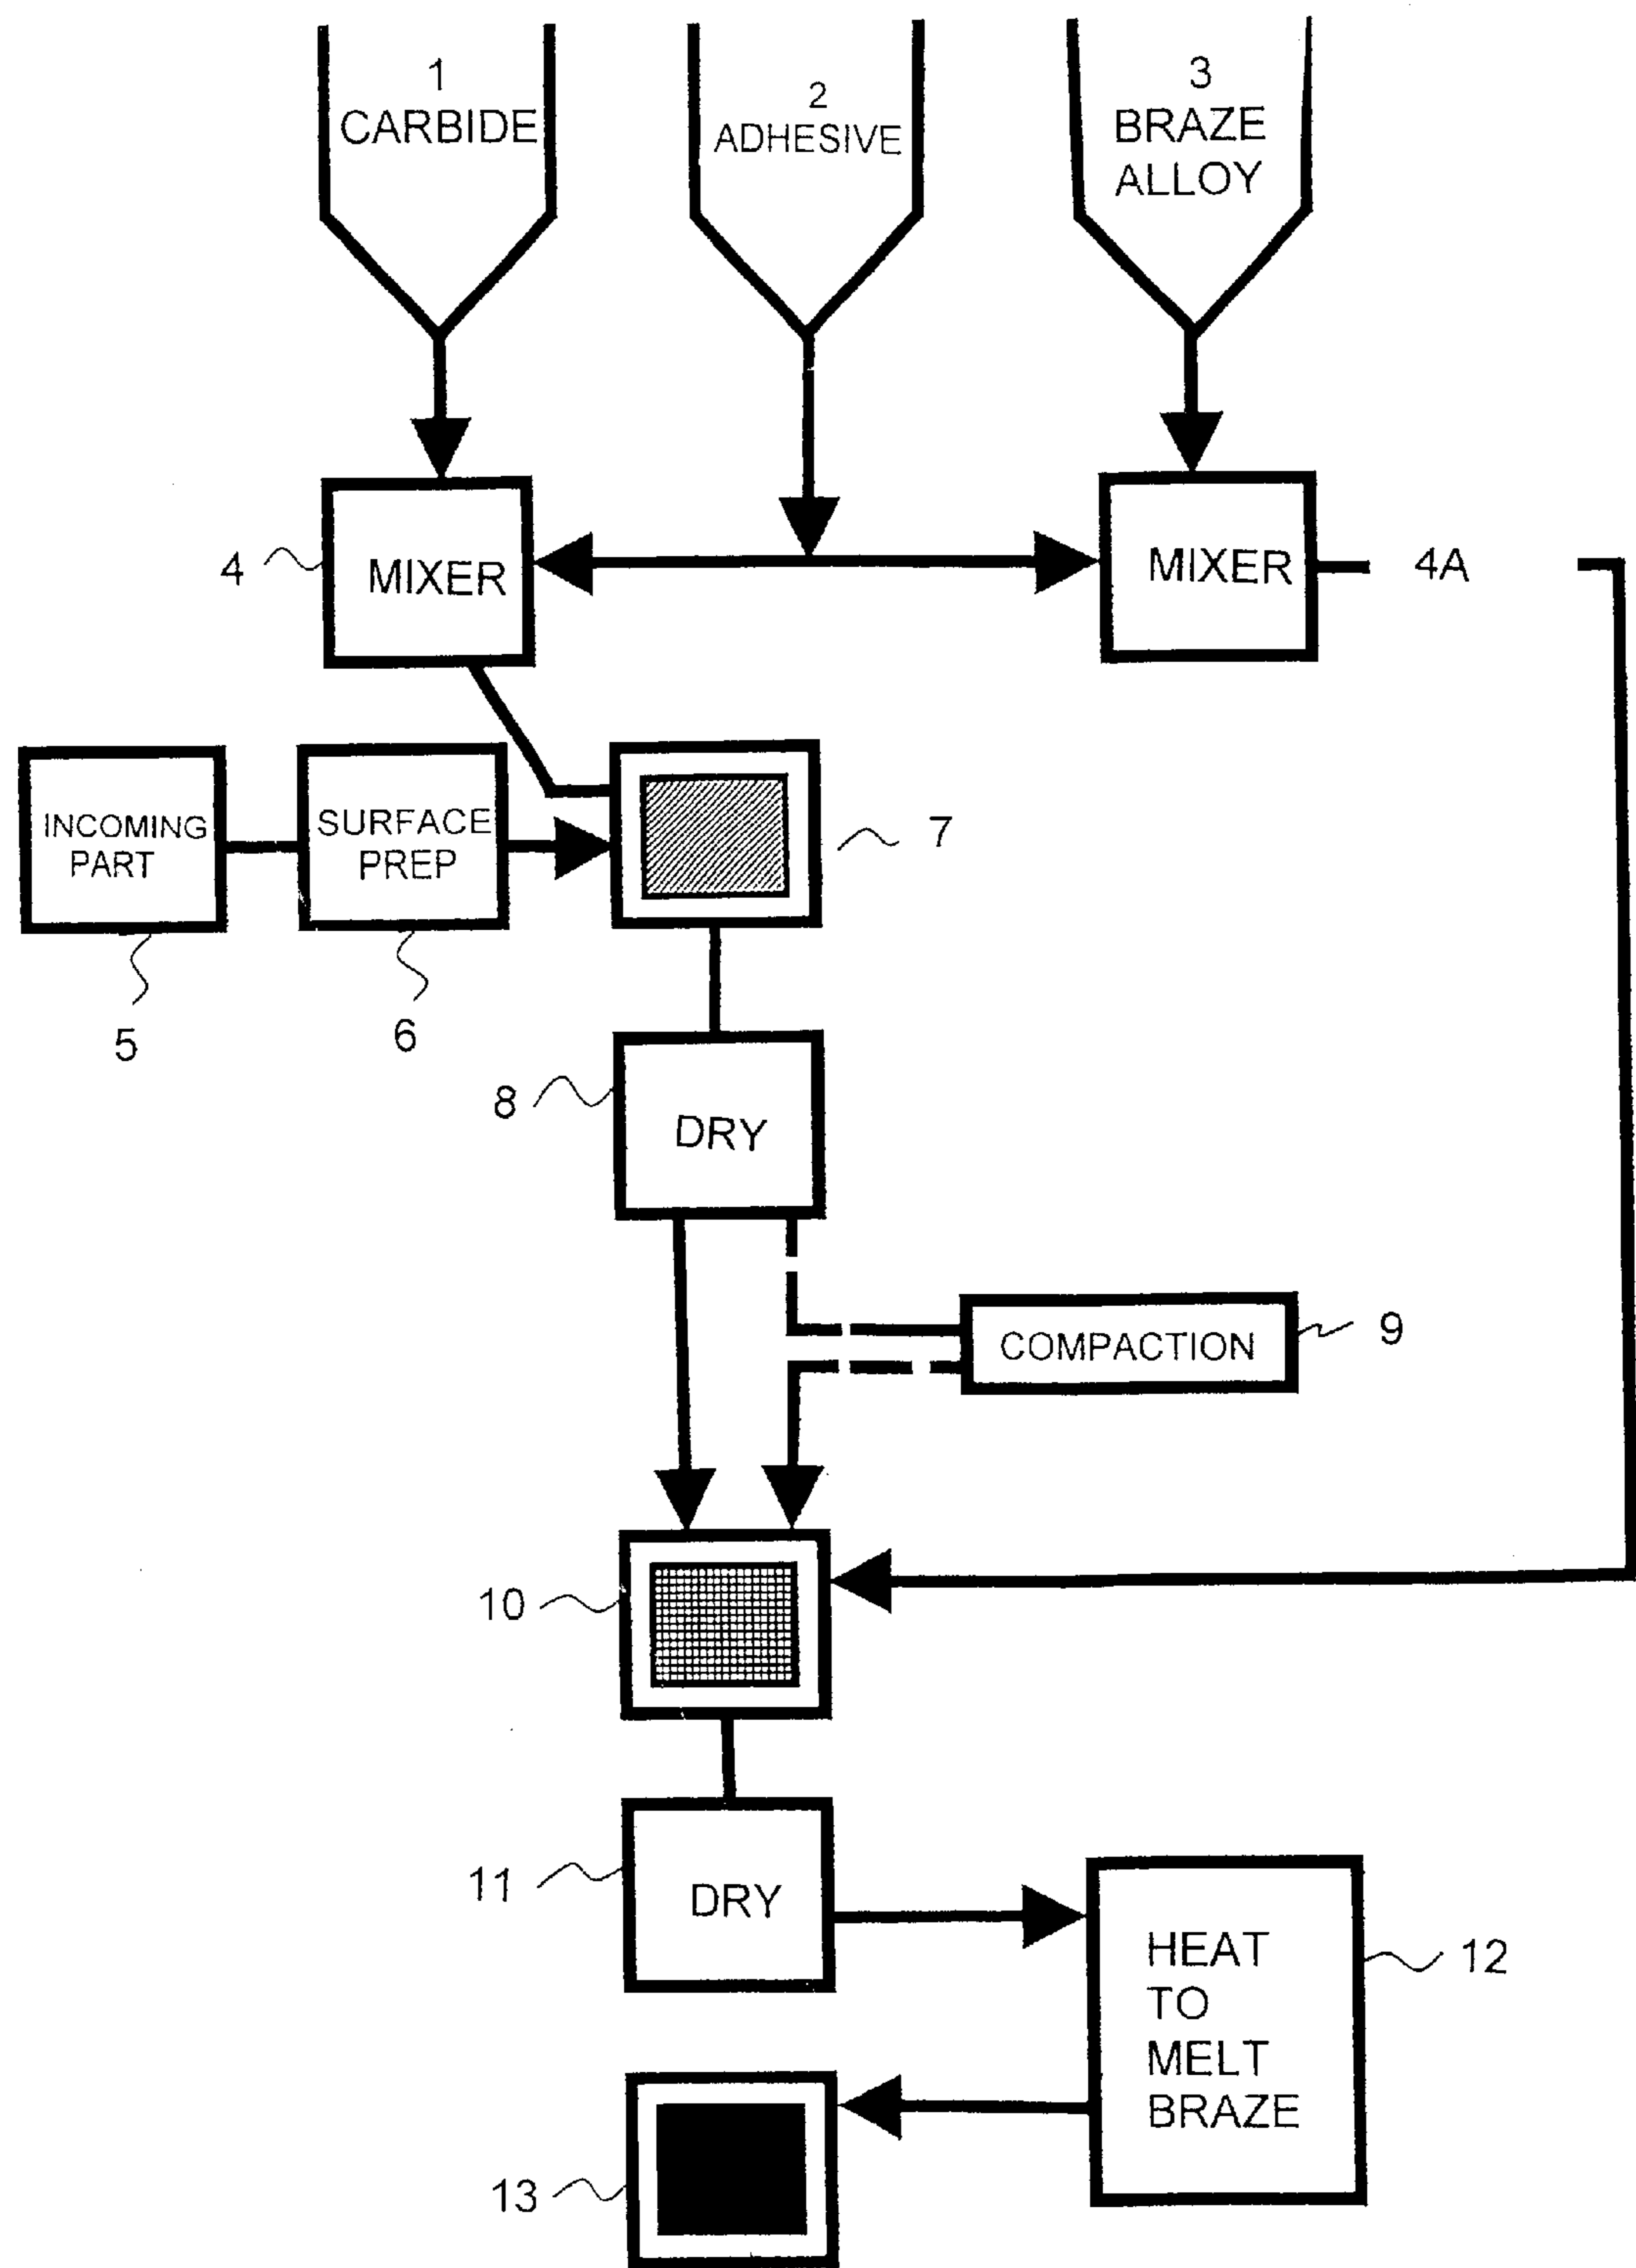 1
CARBIDE
2
ADHESIVE
3
BRAZE
ALLOY
4
MIXER
MIXER
4A
INCOMING
PART
SURFACE
PREP
7
5
6
8
DRY
COMPACTION
9
10
11
DRY
HEAT
TO
MELT
BRAZE
12
13